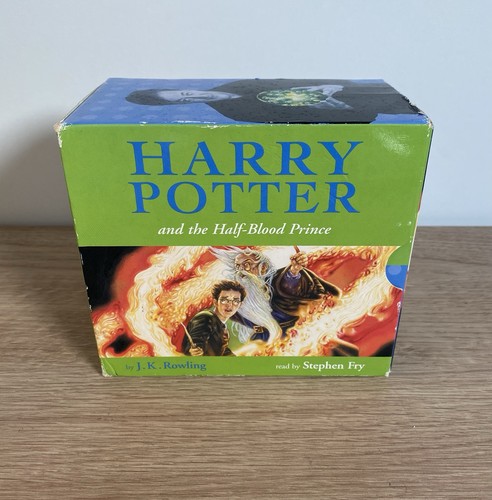 HARRY
POTTER
and the Half-Blood Prince
by J.K.Rowling
read by Stephen Fry